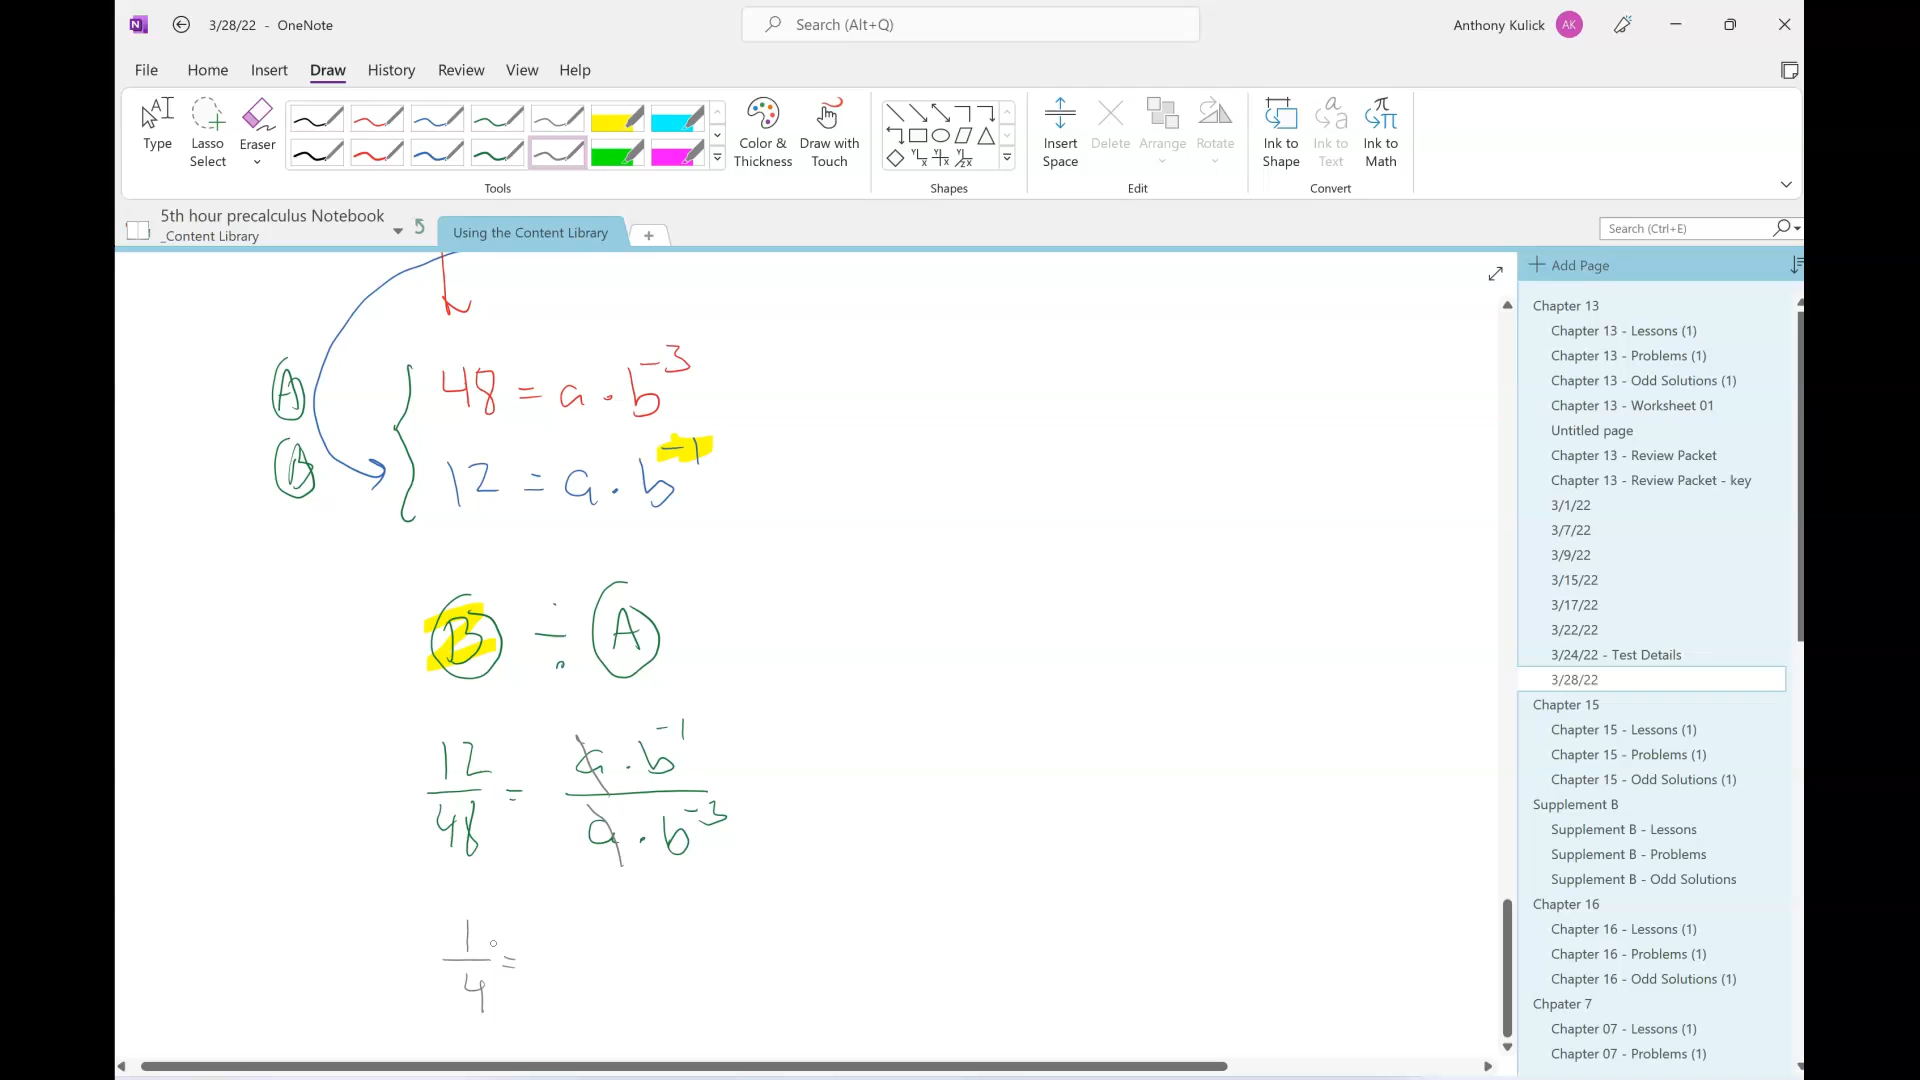 3/28/22 - OneNote
Search (Alt+Q)
Anthony Kulick AK
File Home Insert Draw History Review View Help
Type
Lasso Select
Eraser
Color & Thickness
Draw with Touch
Insert Space
Delete
Arrange
Rotate
Ink to Shape
Ink to Text
Ink to Math
Tools Shapes Edit Convert
5th hour precalculus Notebook
_Content Library
Using the Content Library
Search (Ctrl+E)
Add Page
A 48 = a · b^-3
B 12 = a · b^-1
B ÷ A
12/48 = a · b^-1 / a · b^-3
1/4 =
Chapter 13
Chapter 13 - Lessons (1)
Chapter 13 - Problems (1)
Chapter 13 - Odd Solutions (1)
Chapter 13 - Worksheet 01
Untitled page
Chapter 13 - Review Packet
Chapter 13 - Review Packet - key
3/1/22
3/7/22
3/9/22
3/15/22
3/17/22
3/22/22
3/24/22 - Test Details
3/28/22
Chapter 15
Chapter 15 - Lessons (1)
Chapter 15 - Problems (1)
Chapter 15 - Odd Solutions (1)
Supplement B
Supplement B - Lessons
Supplement B - Problems
Supplement B - Odd Solutions
Chapter 16
Chapter 16 - Lessons (1)
Chapter 16 - Problems (1)
Chapter 16 - Odd Solutions (1)
Chpater 7
Chapter 07 - Lessons (1)
Chapter 07 - Problems (1)